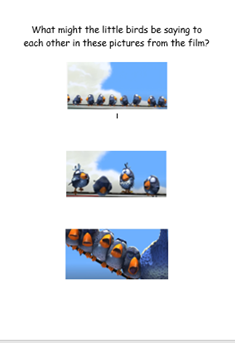 What might the little birds be saying to
each other in these pictures from the film?